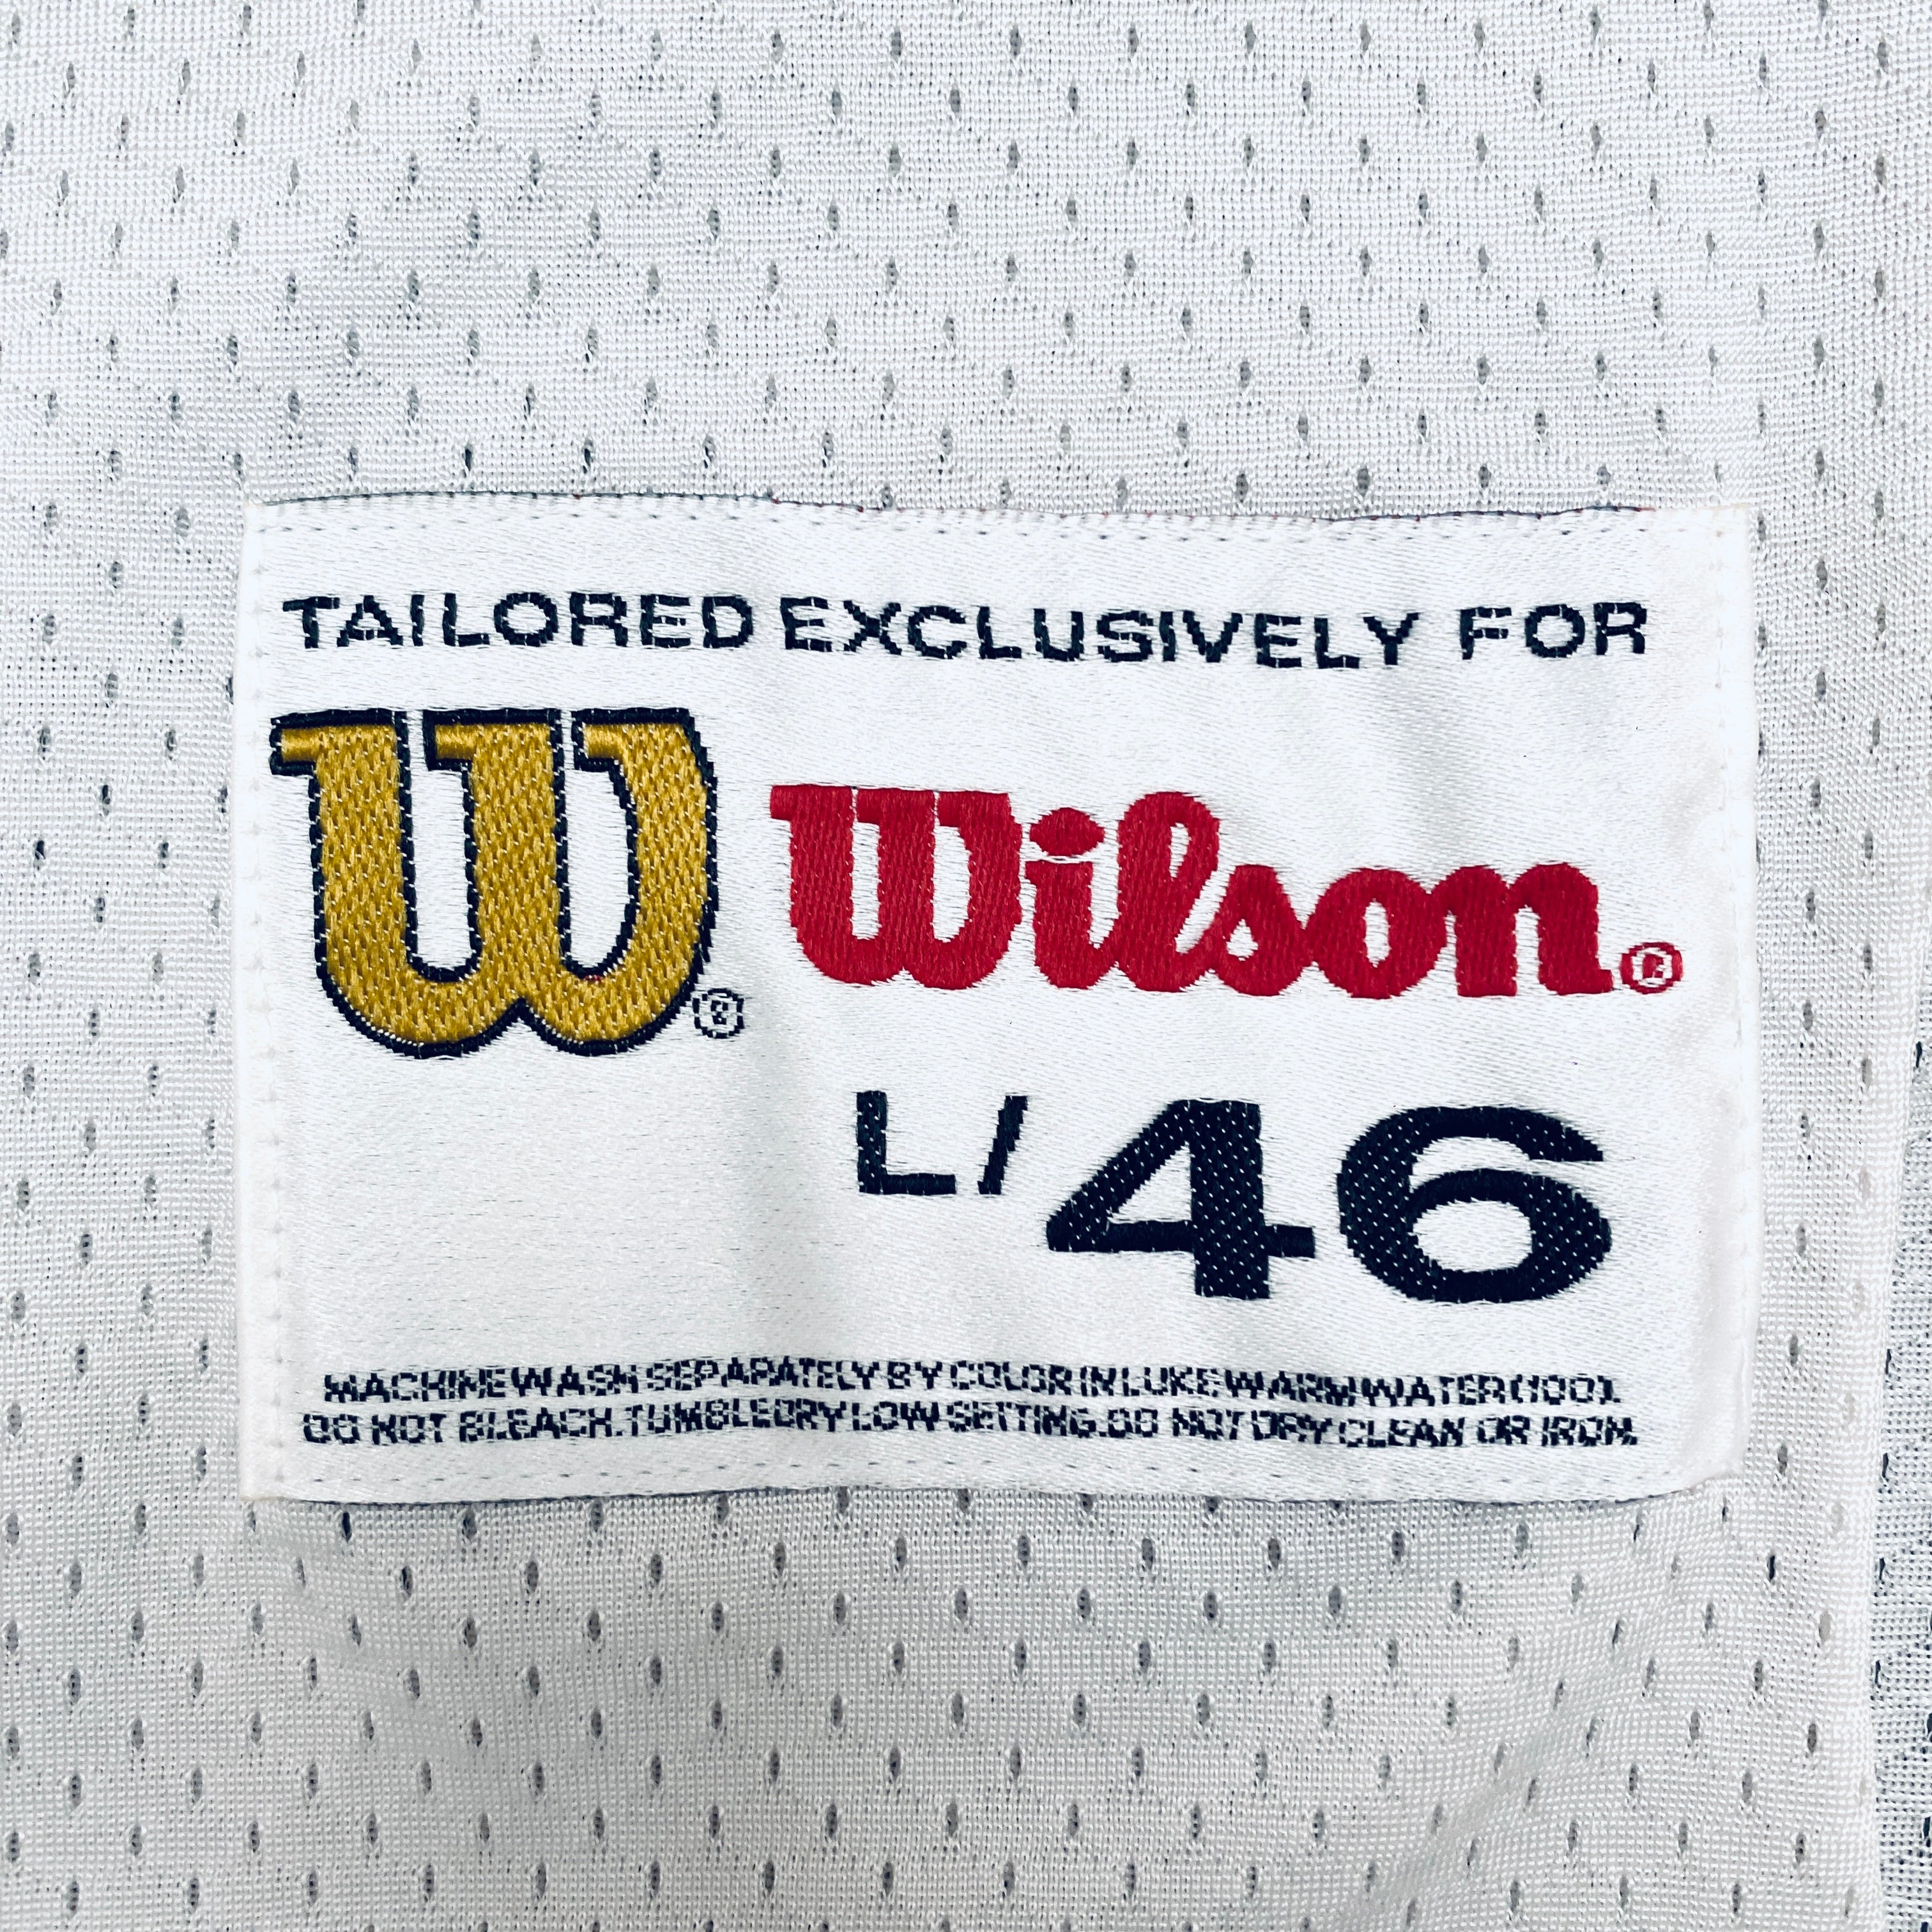 TAILORED EXCLUSIVELY FOR
W®
Wilson®
L/46
MACHINE WASH SEPARATELY BY COLOR IN LUKE WARM WATER (100).
DO NOT BLEACH. TUMBLE DRY LOW SETTING. DO NOT DRY CLEAN OR IRON.